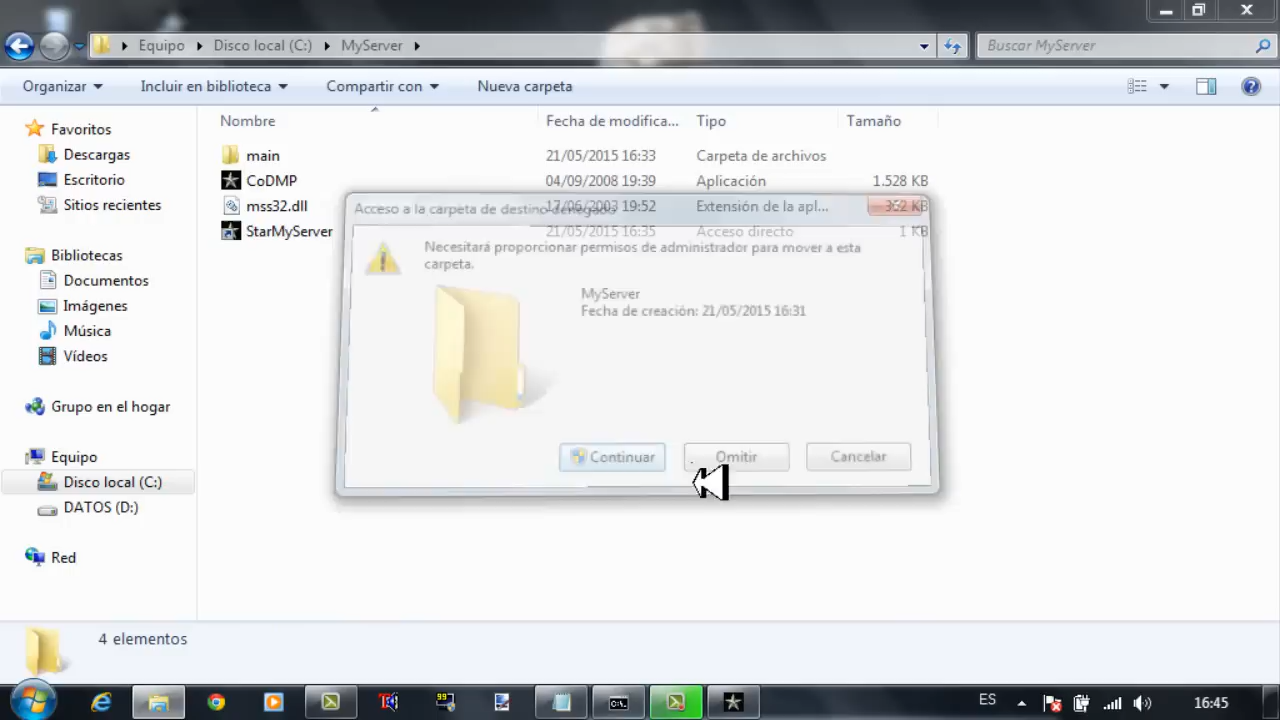 Equipo Disco local (C:) MyServer
Buscar MyServer
Organizar Incluir en biblioteca Compartir con Nueva carpeta
Nombre Fecha de modifica... Tipo Tamaño
Favoritos
Descargas
Escritorio
Sitios recientes
Bibliotecas
Documentos
Imágenes
Música
Vídeos
Grupo en el hogar
Equipo
Disco local (C:)
DATOS (D:)
Red
main 21/05/2015 16:33 Carpeta de archivos
CoDMP 04/09/2008 19:39 Aplicación 1.528 KB
mss32.dll 17/06/2003 19:52 Extensión de la apl... 352 KB
StarMyServer 21/05/2015 16:35 Acceso directo 1 KB
Acceso a la carpeta de destino denegado
Necesitará proporcionar permisos de administrador para mover a esta
carpeta.
MyServer
Fecha de creación: 21/05/2015 16:31
Continuar Omitir Cancelar
4 elementos
99
ES 16:45